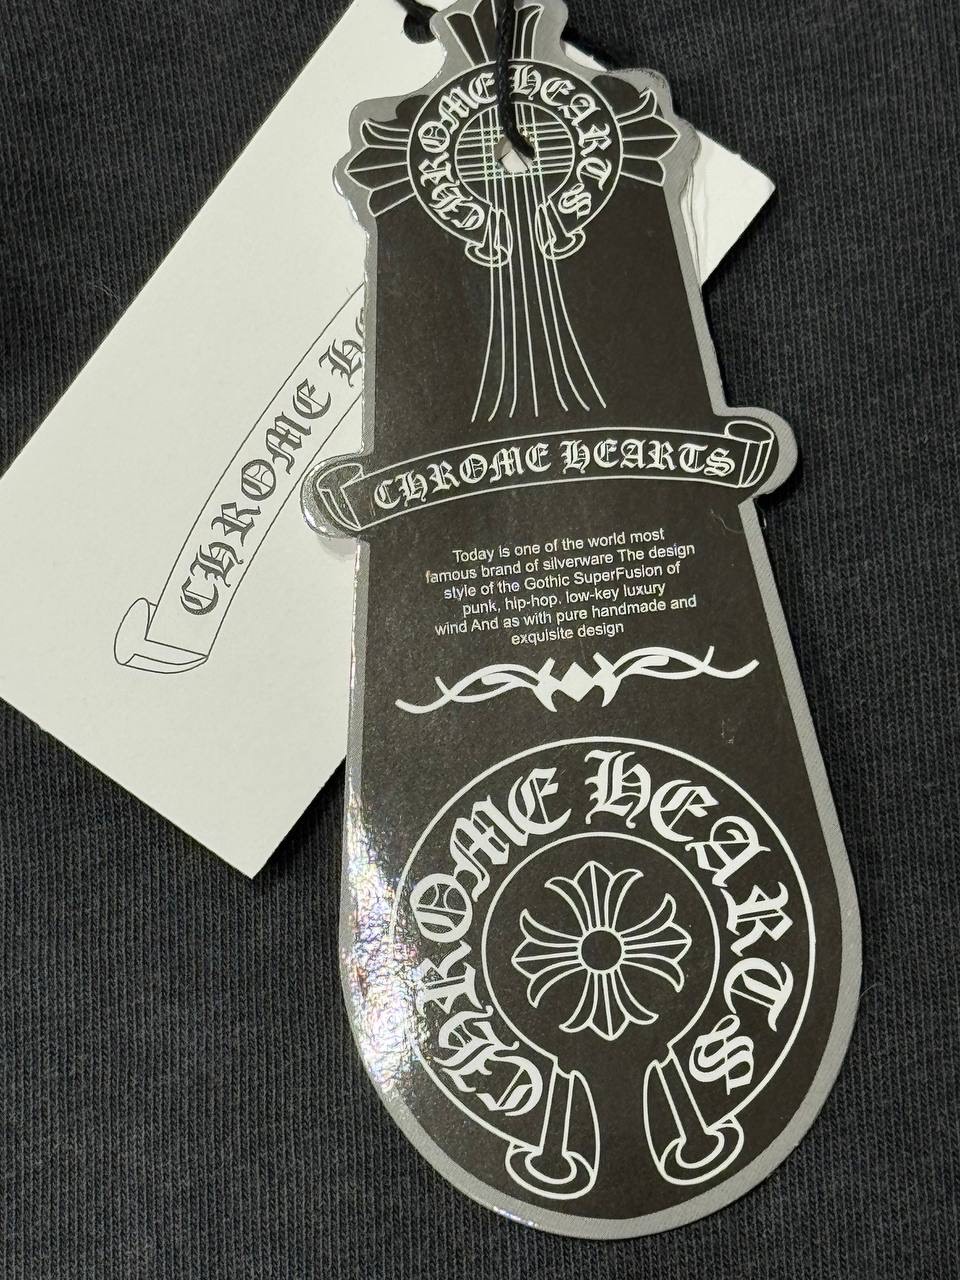 CHROME HEARTS
CHROME HEARTS
CHROME HE
Today is one of the world most
famous brand of silverware The design
style of the Gothic SuperFusion of
punk, hip-hop. low-key luxury
wind And as with pure handmade and
exquisite design
CHROME HEARTS